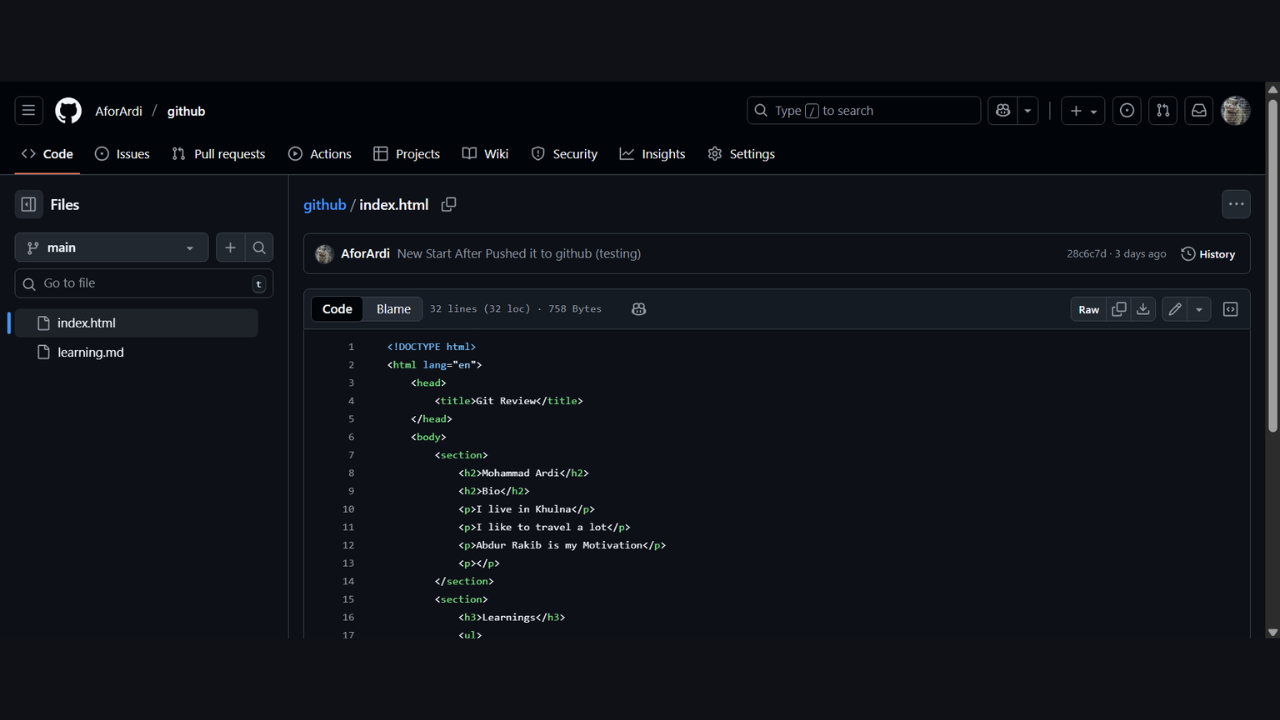 AforArdi / github
Type / to search
Code Issues Pull requests Actions Projects Wiki Security Insights Settings
Files
main
Go to file t
index.html
learning.md
github / index.html
AforArdi New Start After Pushed it to github (testing) 28c6c7d · 3 days ago History
Code Blame 32 lines (32 loc) · 758 Bytes Raw
1 <!DOCTYPE html>
2 <html lang="en">
3 <head>
4 <title>Git Review</title>
5 </head>
6 <body>
7 <section>
8 <h2>Mohammad Ardi</h2>
9 <h2>Bio</h2>
10 <p>I live in Khulna</p>
11 <p>I like to travel a lot</p>
12 <p>Abdur Rakib is my Motivation</p>
13 <p></p>
14 </section>
15 <section>
16 <h3>Learnings</h3>
17 <ul>